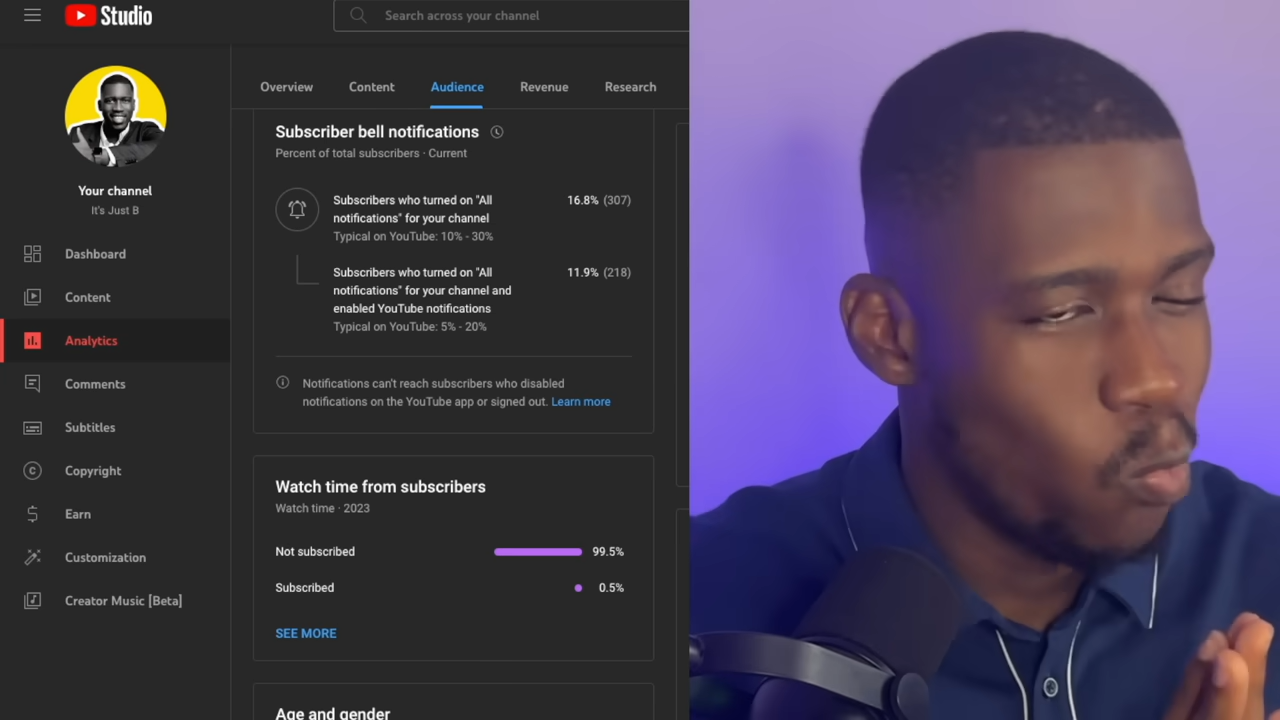 Studio
Search across your channel
Overview
Content
Audience
Revenue
Research
Your channel
It's Just B
Dashboard
Content
Analytics
Comments
Subtitles
Copyright
Earn
Customization
Creator Music [Beta]
Subscriber bell notifications
Percent of total subscribers · Current
Subscribers who turned on "All
notifications" for your channel
Typical on YouTube: 10% - 30%
16.8% (307)
Subscribers who turned on "All
notifications" for your channel and
enabled YouTube notifications
Typical on YouTube: 5% - 20%
11.9% (218)
Notifications can't reach subscribers who disabled
notifications on the YouTube app or signed out. Learn more
Watch time from subscribers
Watch time · 2023
Not subscribed 99.5%
Subscribed 0.5%
SEE MORE
Age and gender